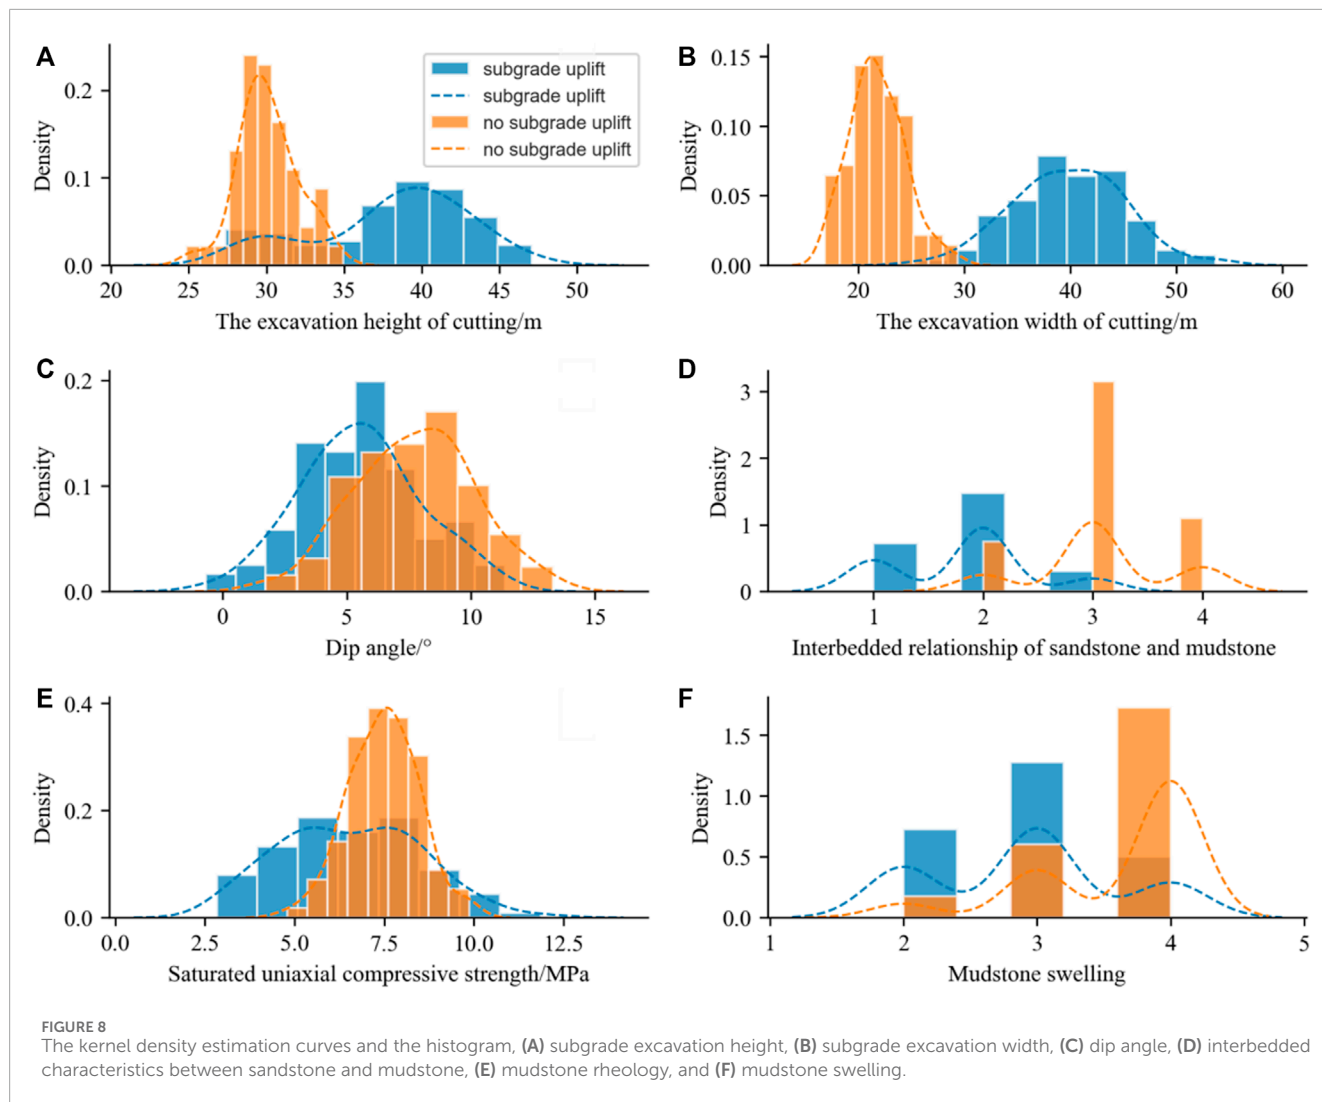 A
Density
0.2
0.1
0.0
20 25 30 35 40 45 50
The excavation height of cutting/m
subgrade uplift
subgrade uplift
no subgrade uplift
no subgrade uplift
B
Density
0.15
0.10
0.05
0.00
20 30 40 50 60
The excavation width of cutting/m
C
Density
0.2
0.1
0.0
0 5 10 15
Dip angle/°
D
Density
3
2
1
0
1 2 3 4
Interbedded relationship of sandstone and mudstone
E
Density
0.4
0.2
0.0
0.0 2.5 5.0 7.5 10.0 12.5
Saturated uniaxial compressive strength/MPa
F
Density
1.5
1.0
0.5
0.0
1 2 3 4 5
Mudstone swelling
FIGURE 8
The kernel density estimation curves and the histogram, (A) subgrade excavation height, (B) subgrade excavation width, (C) dip angle, (D) interbedded
characteristics between sandstone and mudstone, (E) mudstone rheology, and (F) mudstone swelling.